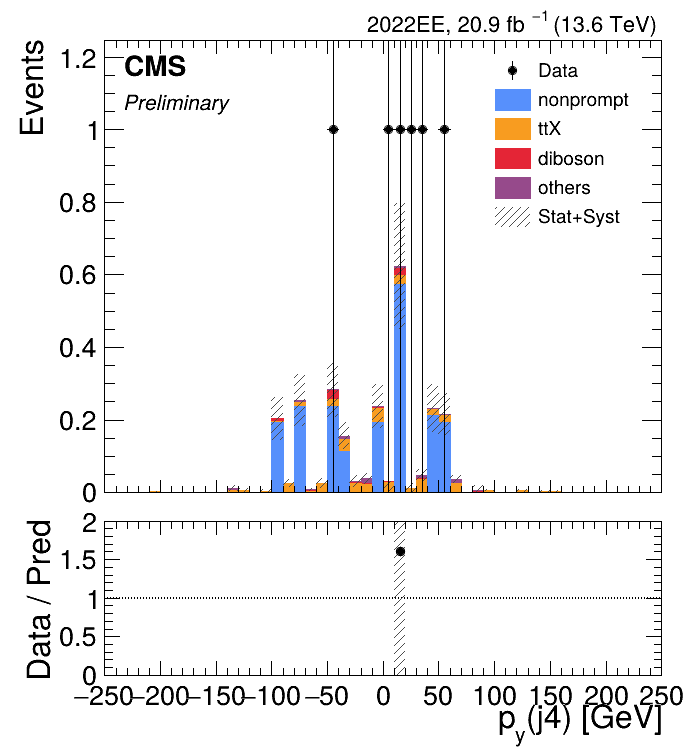 2022EE, 20.9 fb⁻¹ (13.6 TeV)
CMS
Preliminary
Data
nonprompt
ttX
diboson
others
Stat+Syst
Events
1.2
1
0.8
0.6
0.4
0.2
0
Data / Pred
2
1.5
1
0.5
0
−250 −200 −150 −100 −50 0 50 100 150 200 250
p_y(j4) [GeV]